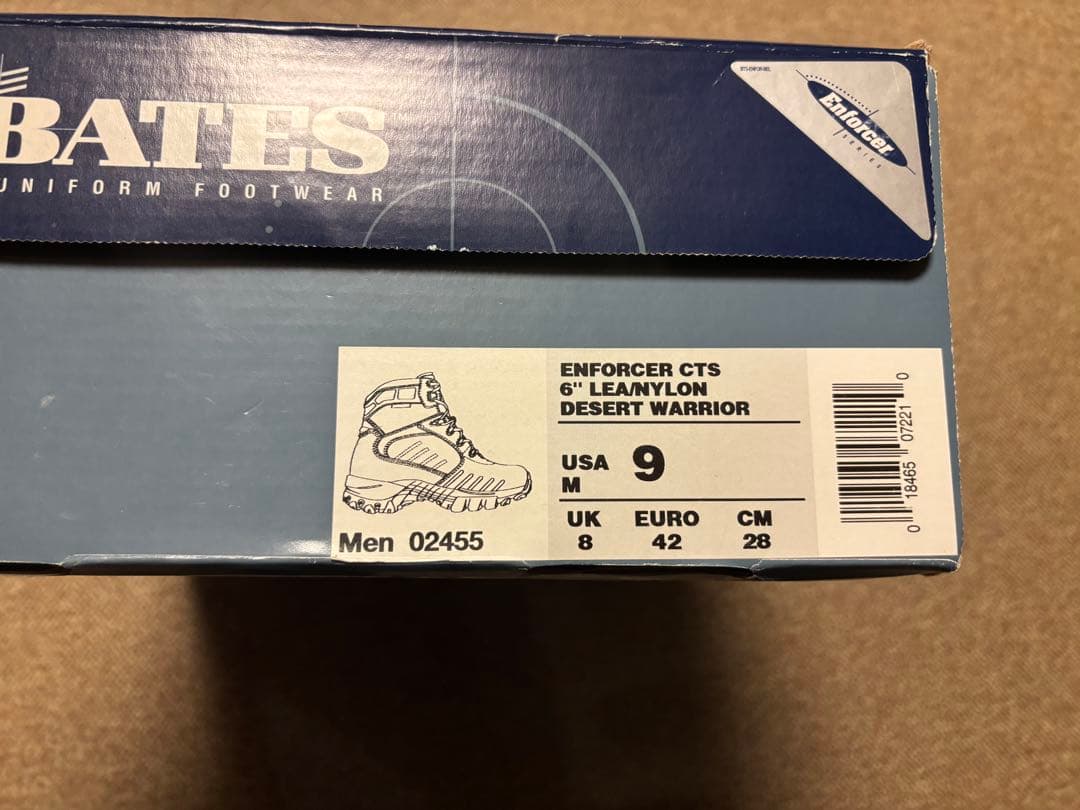 BATES
UNIFORM FOOTWEAR
Enforcer
SERIES
ENFORCER CTS
6" LEA/NYLON
DESERT WARRIOR
USA 9
M
UK EURO CM
8 42 28
Men 02455
0 18465 07221 0